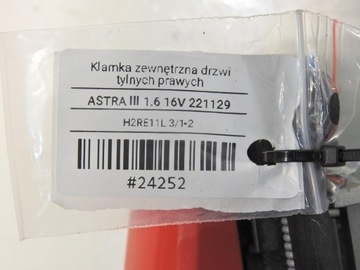 Klamka zewnętrzna drzwi
tylnych prawych
ASTRA III 1.6 16V 221129
H2RE11L 3/1-2
#24252